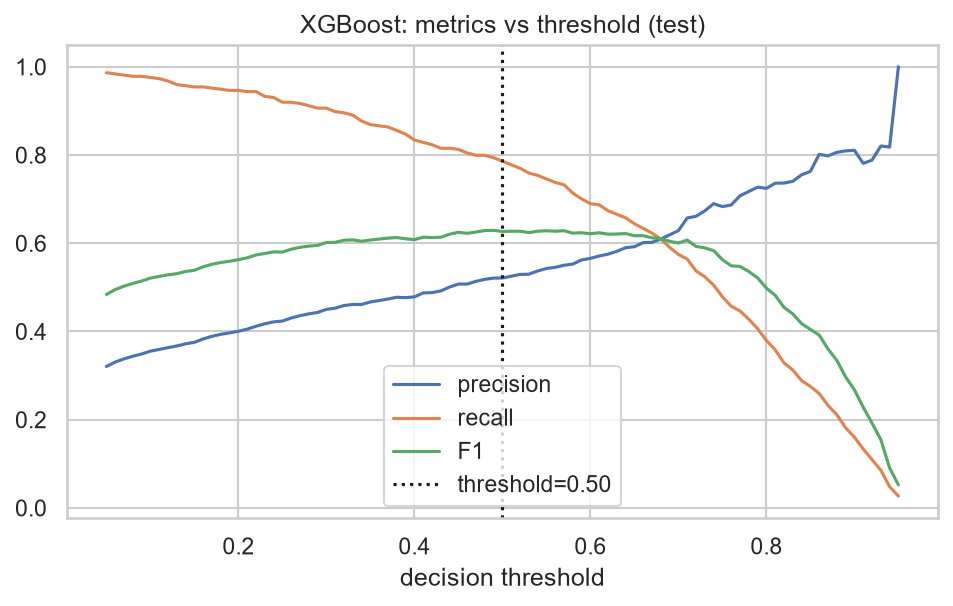 XGBoost: metrics vs threshold (test)
1.0
0.8
0.6
0.4
0.2
0.0
precision
recall
F1
threshold=0.50
0.2
0.4
0.6
0.8
decision threshold